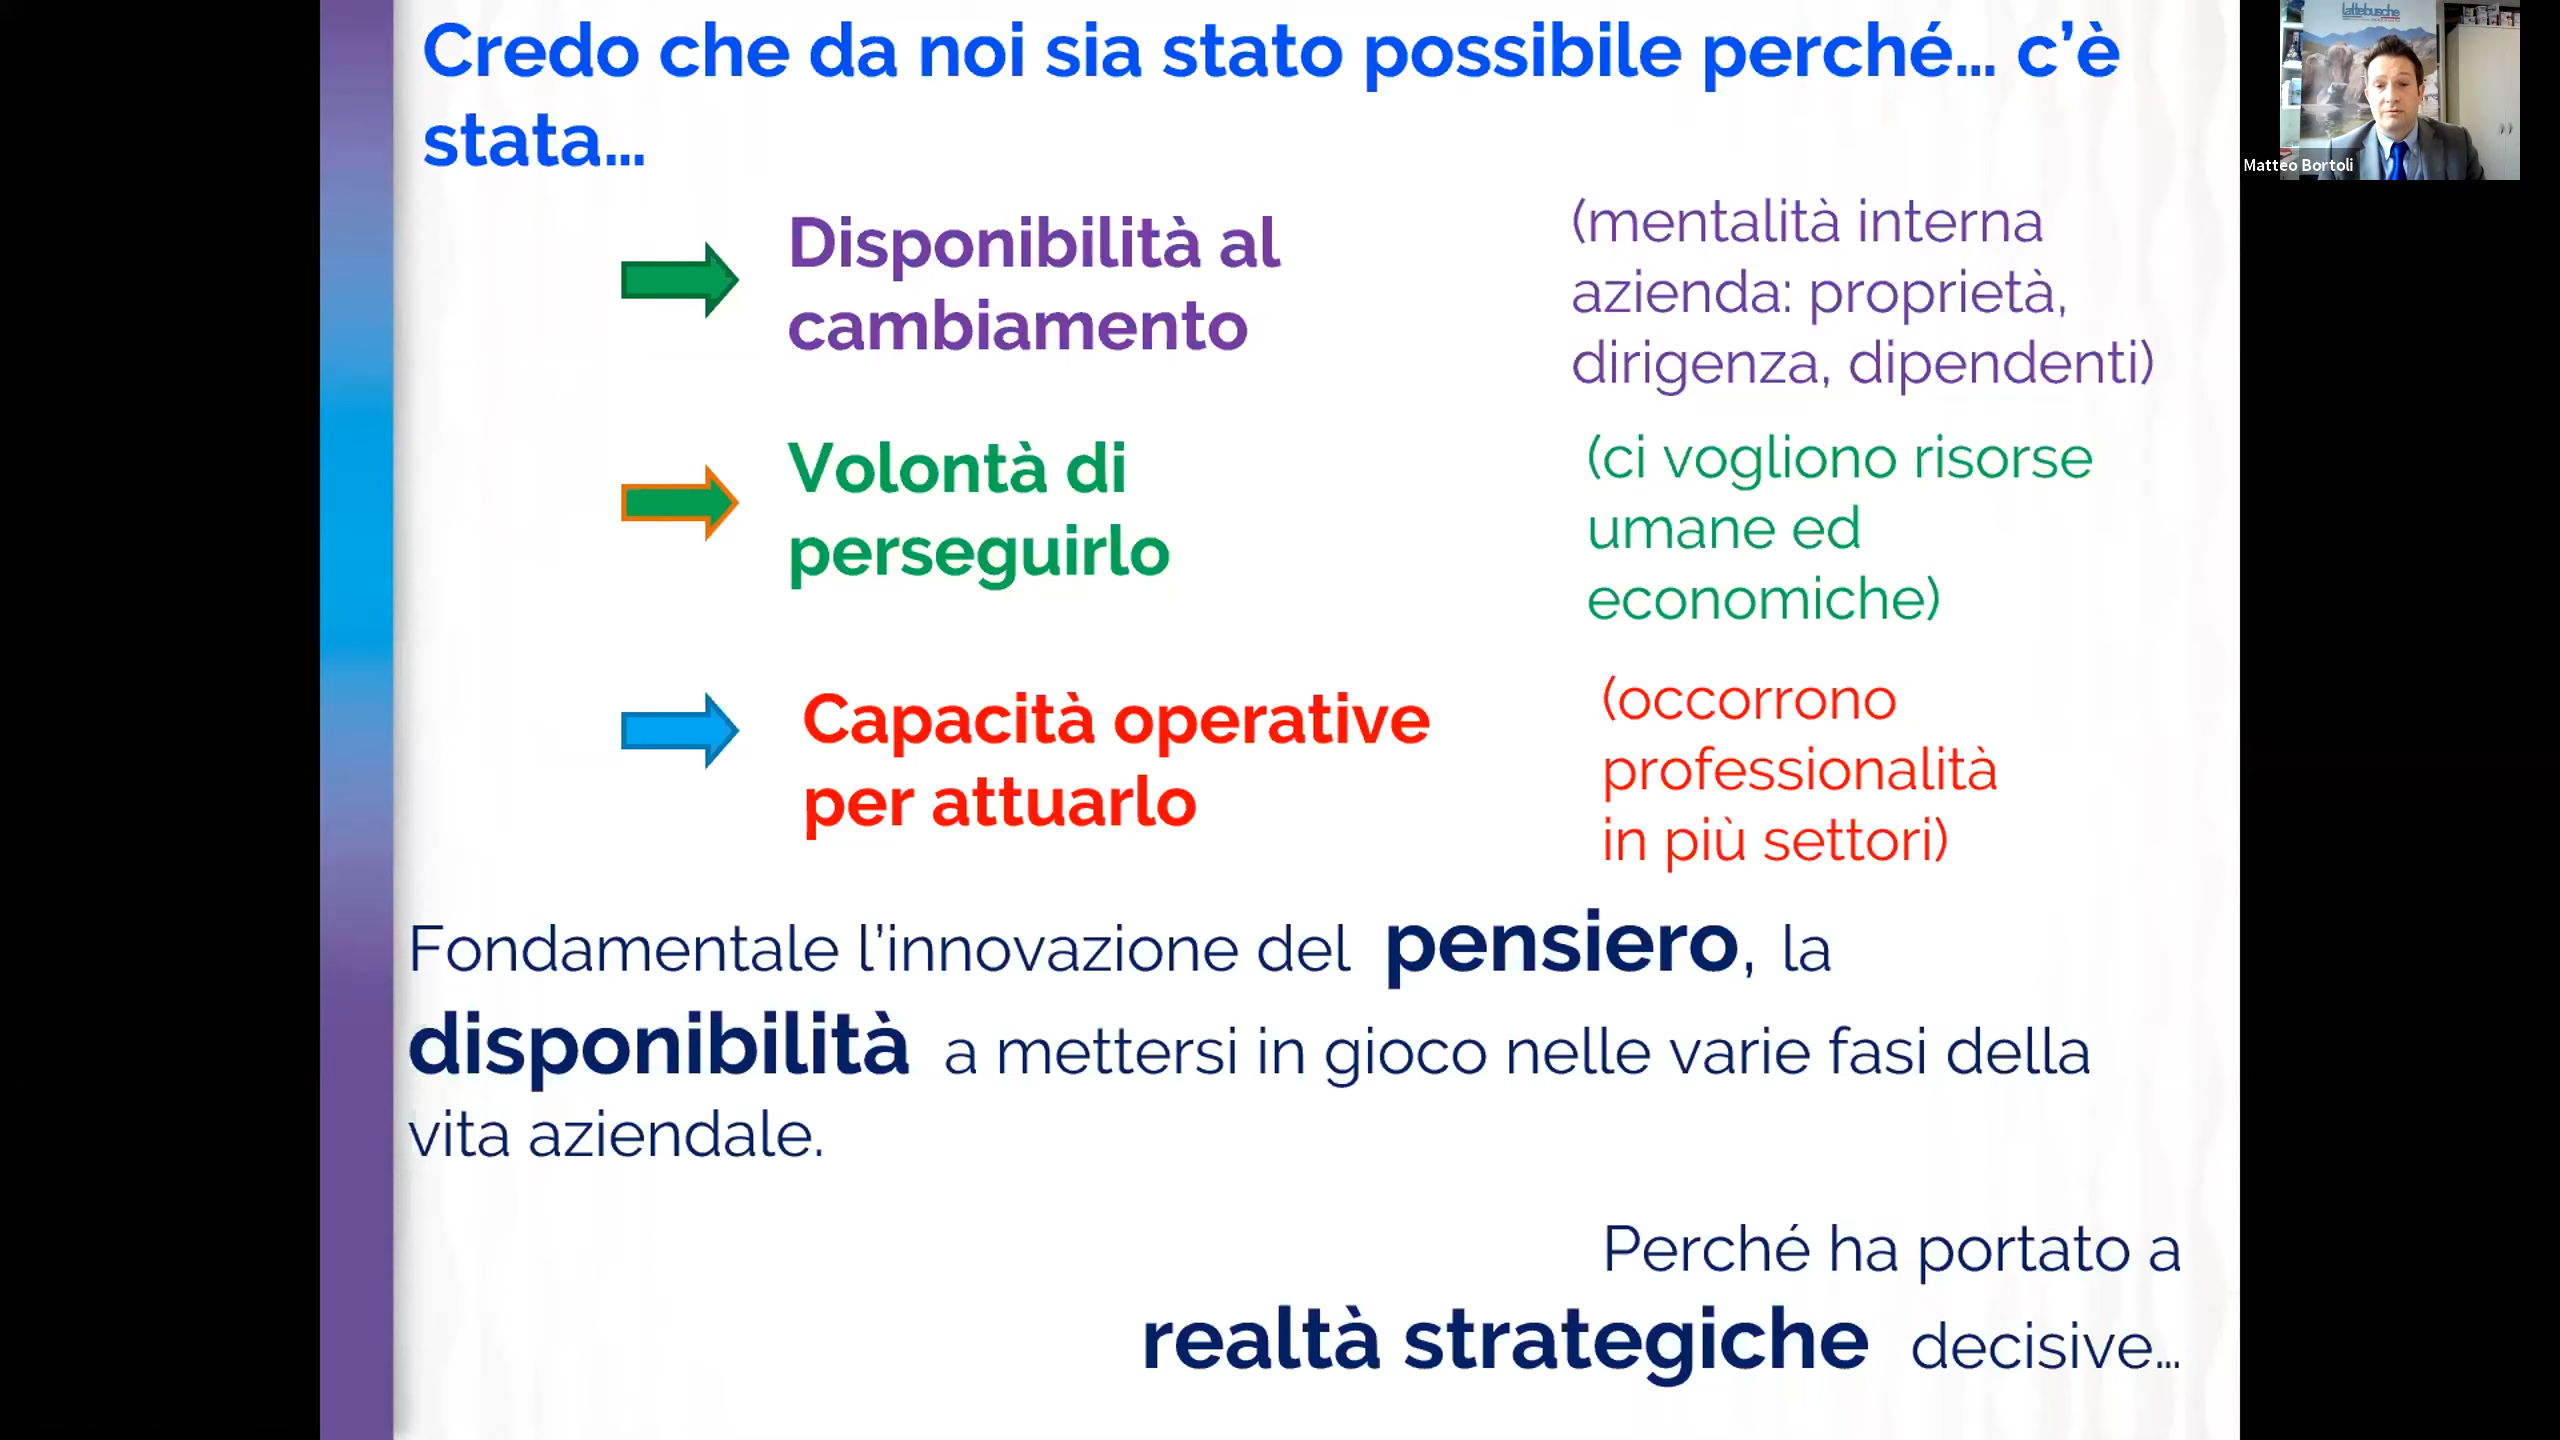 Credo che da noi sia stato possibile perché... c’è
stata...
Disponibilità al
cambiamento
(mentalità interna
azienda: proprietà,
dirigenza, dipendenti)
Volontà di
perseguirlo
(ci vogliono risorse
umane ed
economiche)
Capacità operative
per attuarlo
(occorrono
professionalità
in più settori)
Fondamentale l’innovazione del pensiero, la
disponibilità a mettersi in gioco nelle varie fasi della
vita aziendale.
Perché ha portato a
realtà strategiche decisive...
lattebusche
Matteo Bortoli